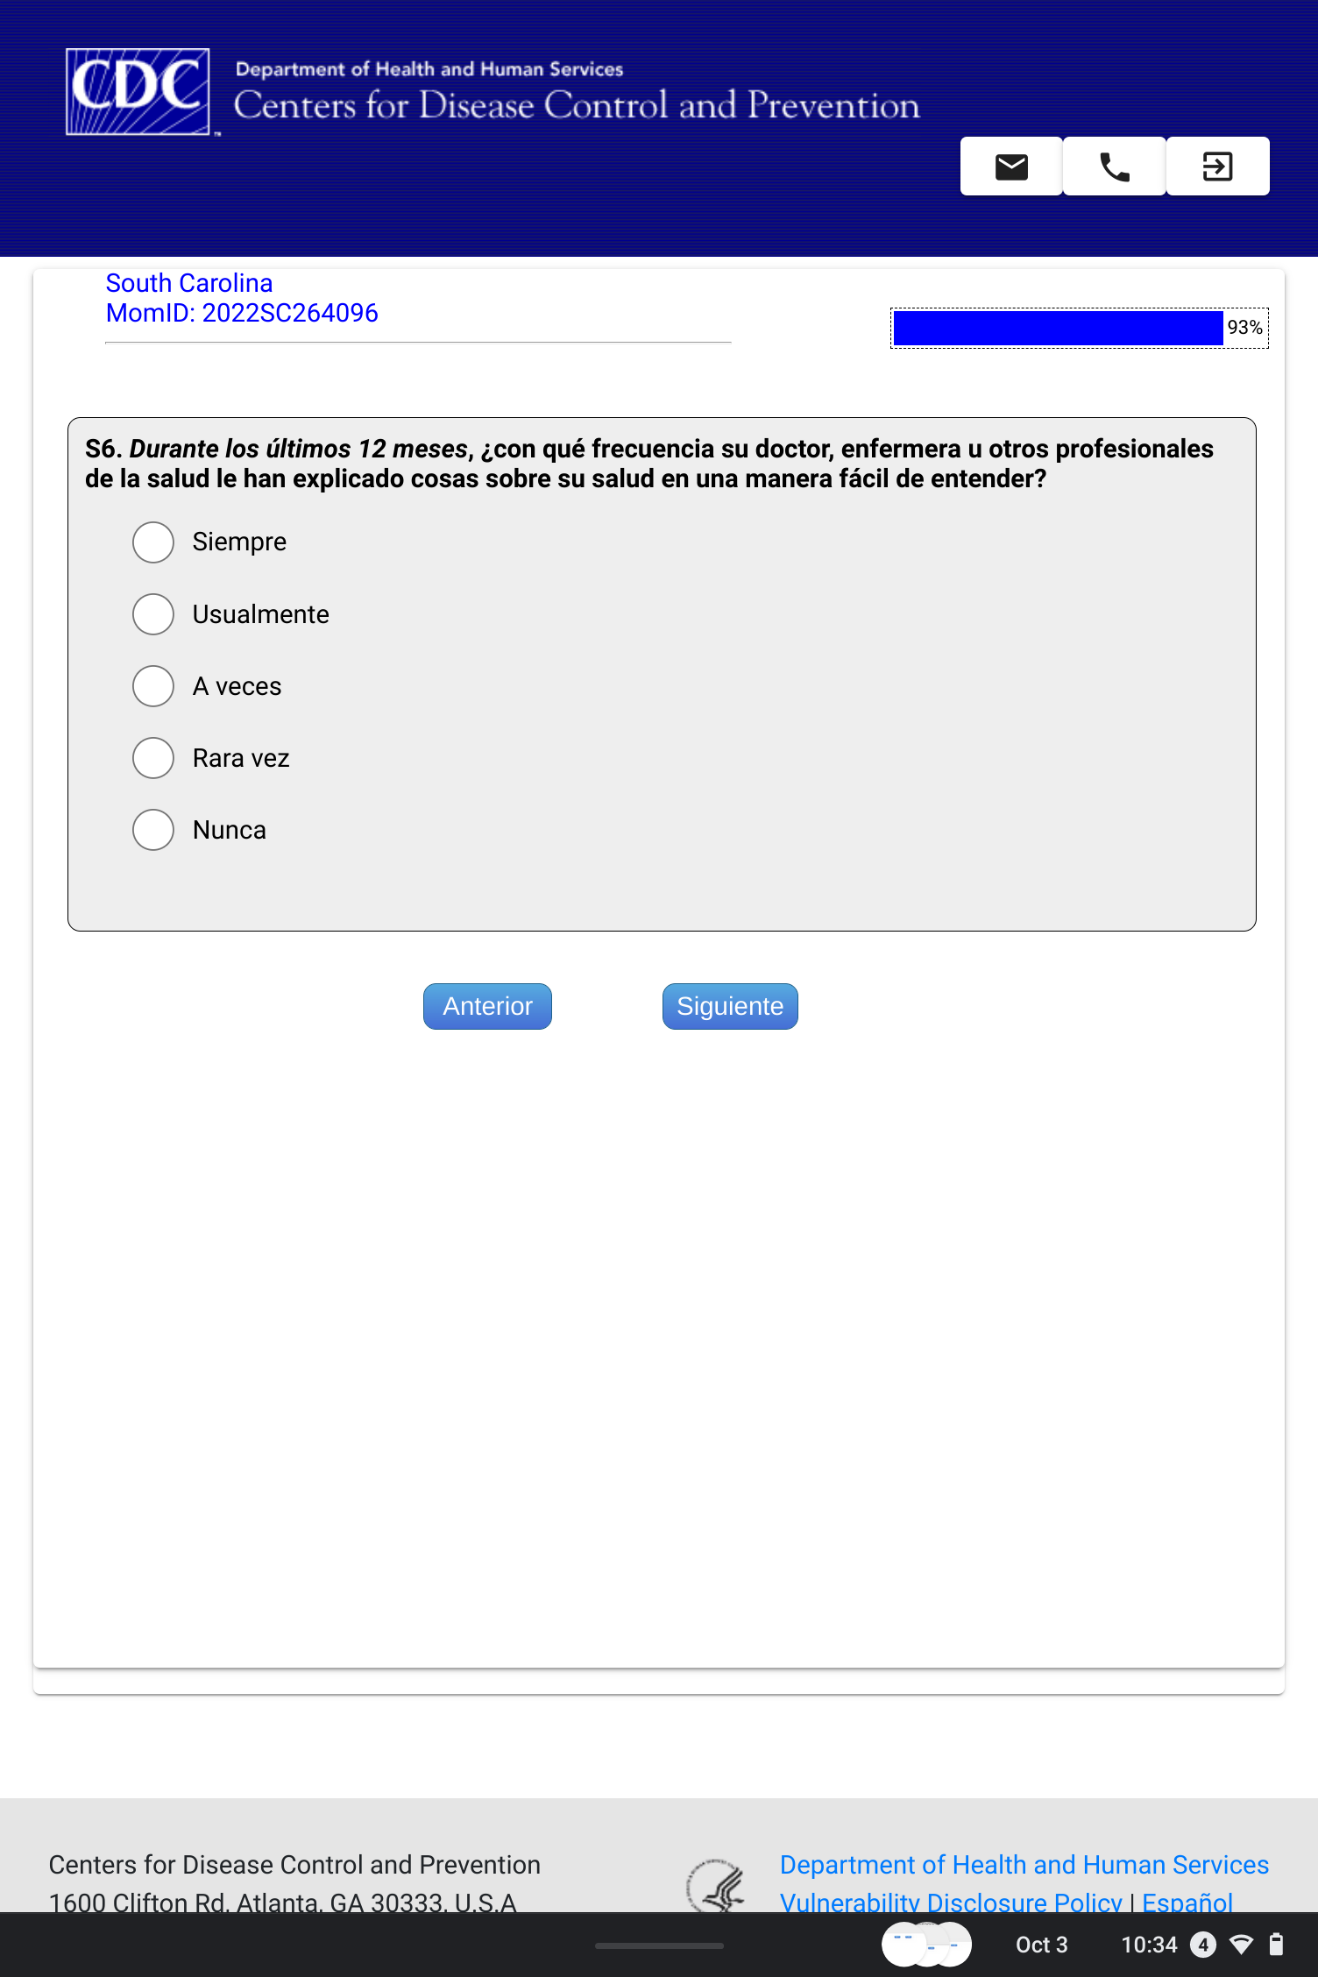 CDC
Department of Health and Human Services
Centers for Disease Control and Prevention
South Carolina
MomID: 2022SC264096
93%
S6. Durante los últimos 12 meses, ¿con qué frecuencia su doctor, enfermera u otros profesionales
de la salud le han explicado cosas sobre su salud en una manera fácil de entender?
Siempre
Usualmente
A veces
Rara vez
Nunca
Anterior
Siguiente
Centers for Disease Control and Prevention
1600 Clifton Rd. Atlanta, GA 30333, U.S.A
Department of Health and Human Services
Vulnerability Disclosure Policy | Español
Oct 3 10:34 4